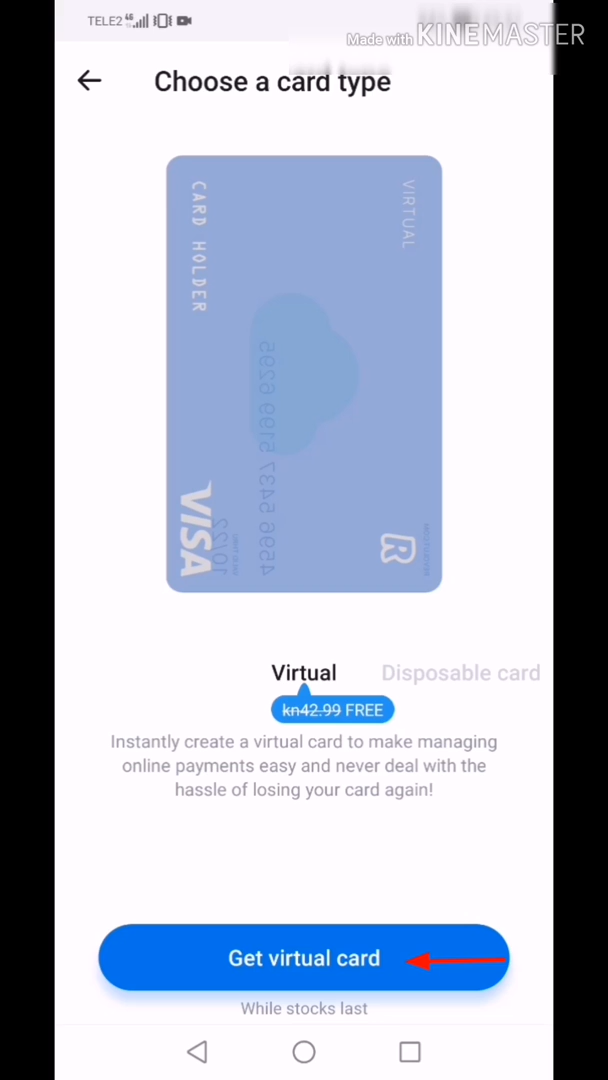 TELE2 4G
Made with KINEMASTER
Choose a card type
CARD HOLDER
VIRTUAL
VISA
R
Virtual
Disposable card
kn42.99 FREE
Instantly create a virtual card to make managing
online payments easy and never deal with the
hassle of losing your card again!
Get virtual card
While stocks last